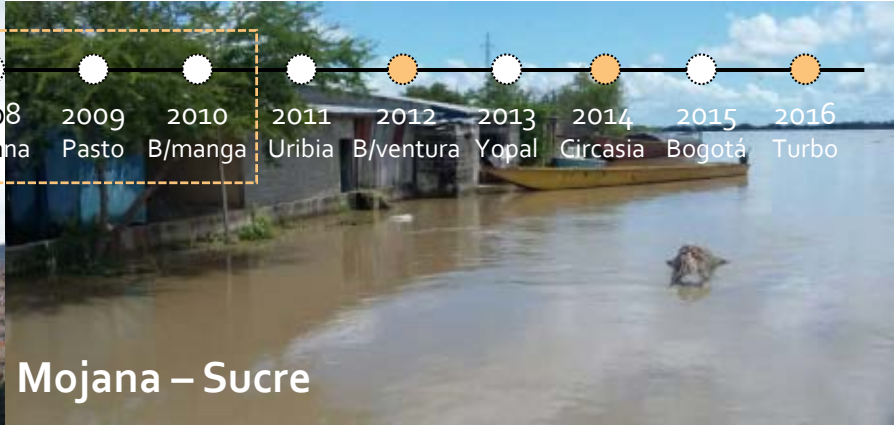 2009 2010 2011 2012 2013 2014 2015 2016
Pasto B/manga Uribia B/ventura Yopal Circasia Bogotá Turbo
Mojana – Sucre